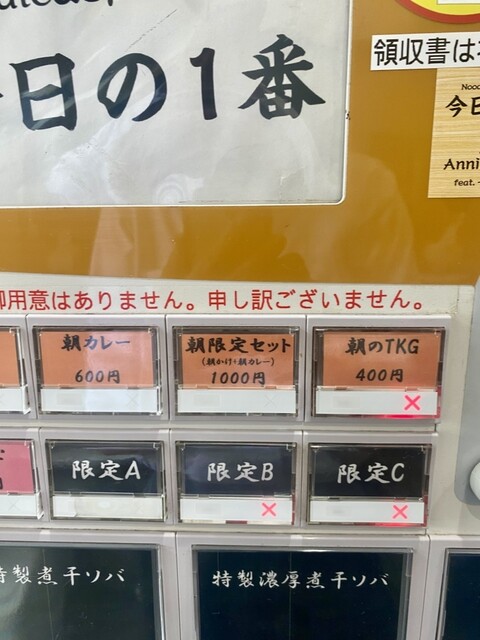 日の1番
領収書は
Nood
今日
Anni
feat.
御用意はありません。申し訳ございません。
朝カレー
600円
朝限定セット
(朝かけ+朝カレー)
1000円
朝のTKG
400円
×
限定A
限定B
×
限定C
×
特製煮干ソバ
特製濃厚煮干ソバ